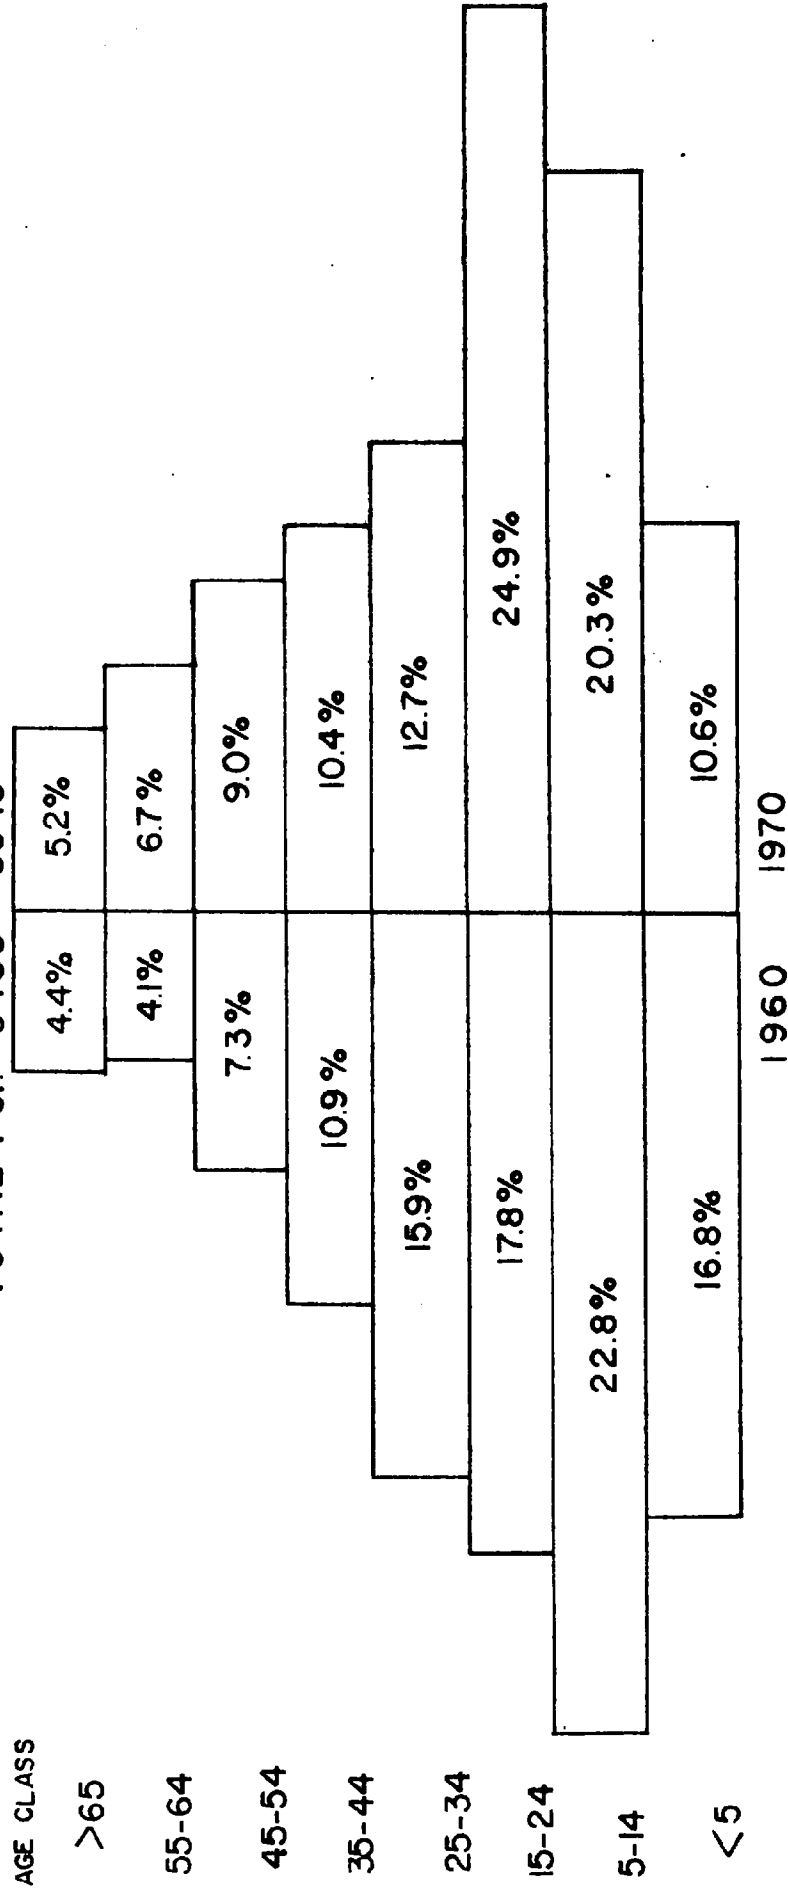 AGE CLASS
>65 4.4% 5.2%
55-64 4.1% 6.7%
45-54 7.3% 9.0%
35-44 10.9% 10.4%
25-34 15.9% 12.7%
15-24 17.8% 24.9%
5-14 22.8% 20.3%
<5 16.8% 10.6%
1960 1970